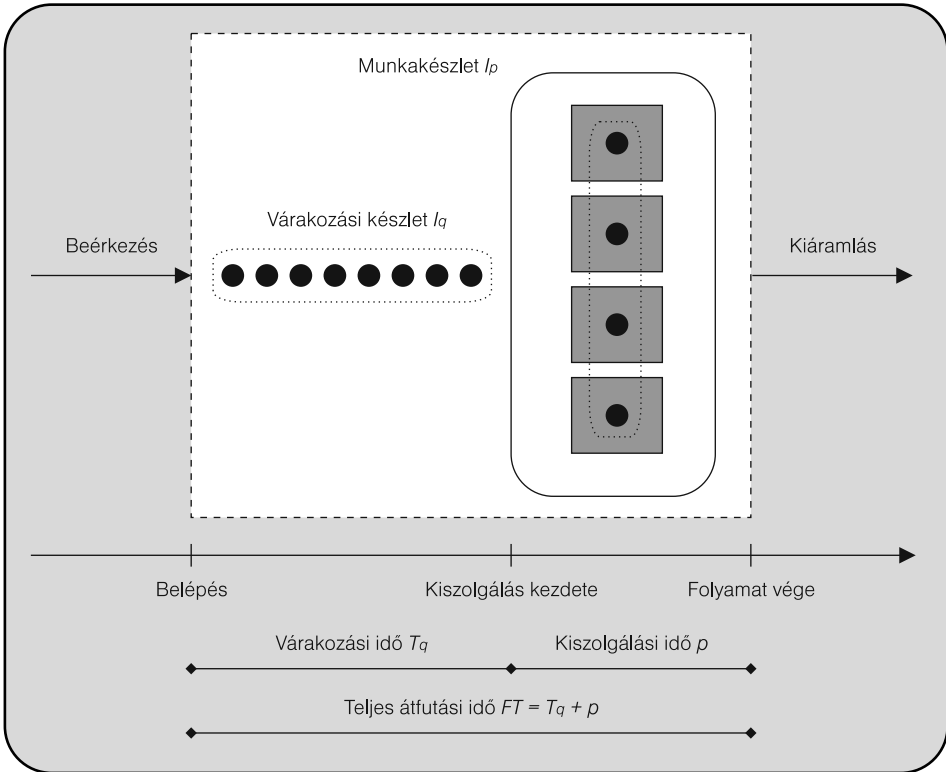 Munkakészlet Ip
Várakozási készlet Iq
Beérkezés
Kiáramlás
Belépés
Kiszolgálás kezdete
Folyamat vége
Várakozási idő Tq
Kiszolgálási idő p
Teljes átfutási idő FT = Tq + p